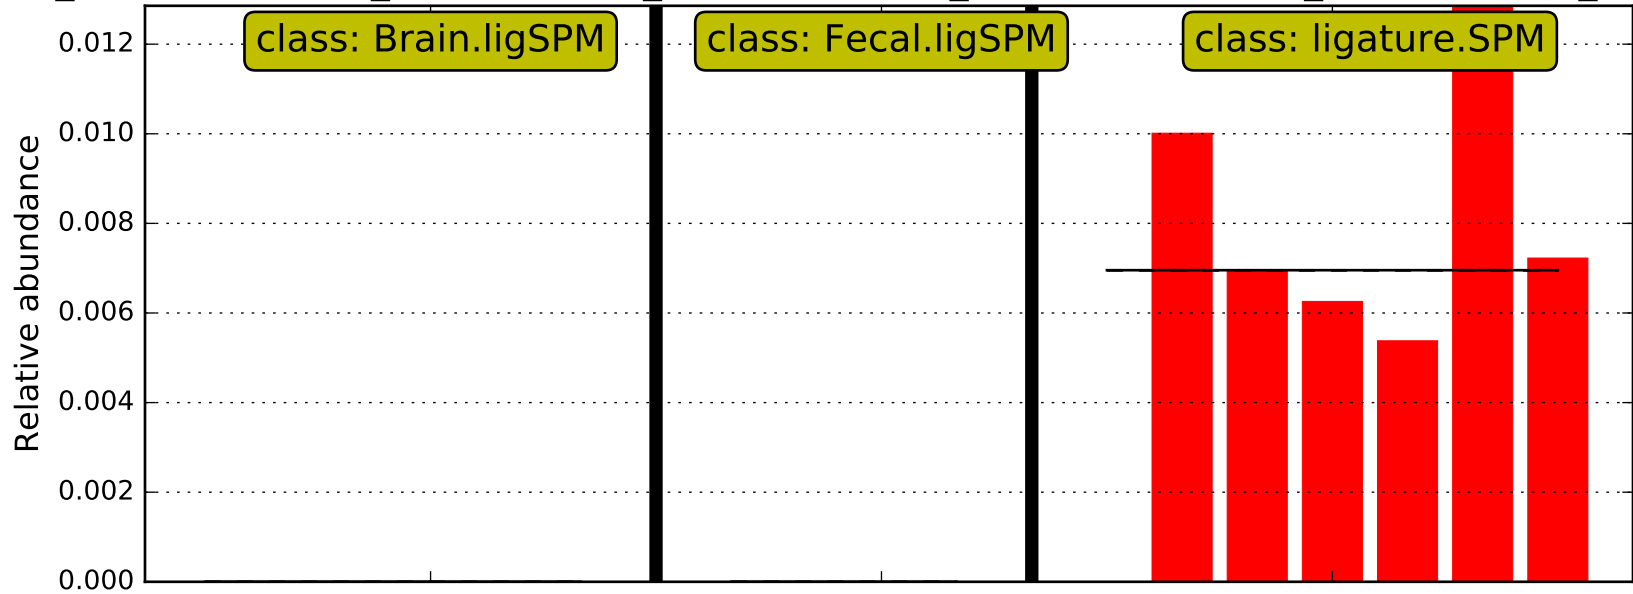 class: Brain.ligSPM
class: Fecal.ligSPM
class: ligature.SPM
Relative abundance
0.012
0.010
0.008
0.006
0.004
0.002
0.000